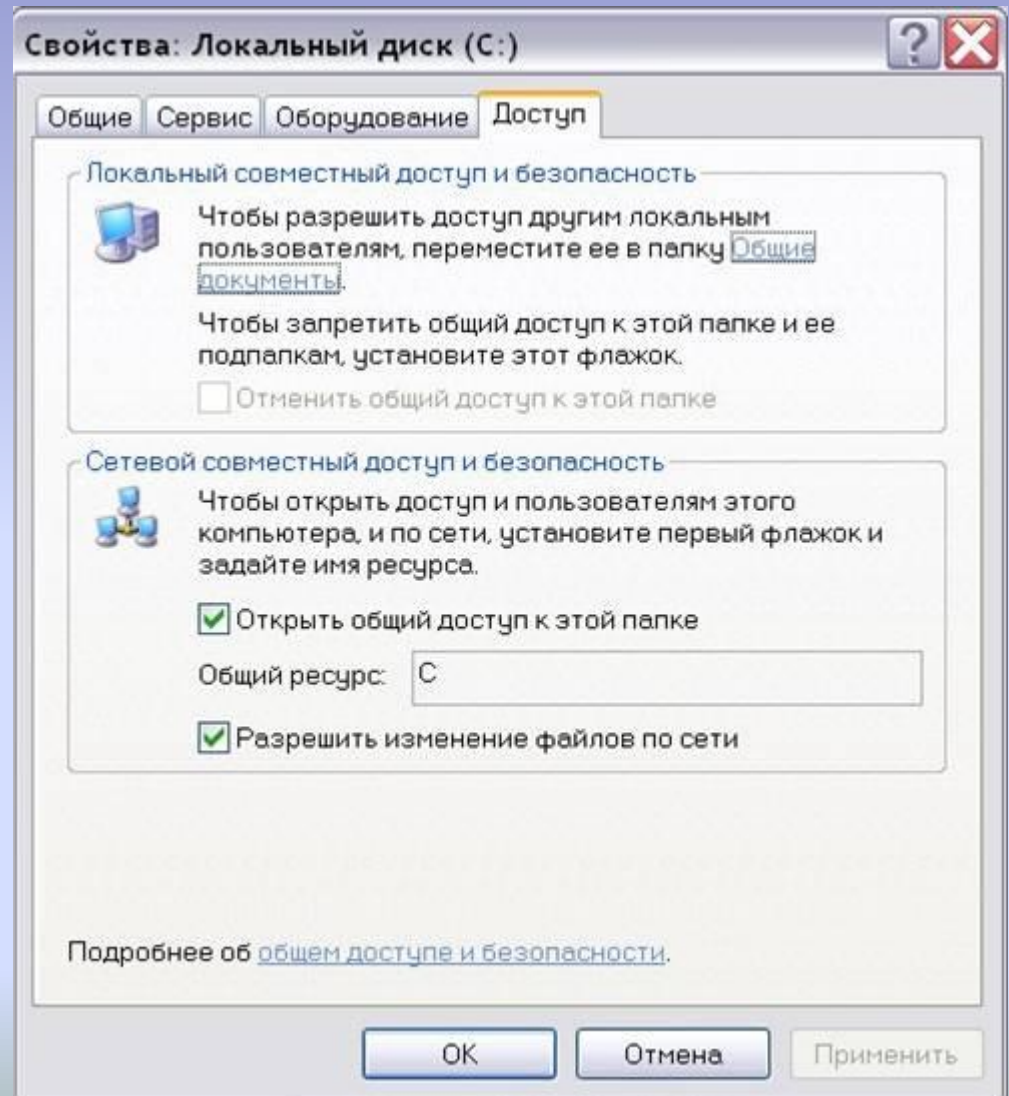 Свойства: Локальный диск (C:)
Общие Сервис Оборудование Доступ
Локальный совместный доступ и безопасность
Чтобы разрешить доступ другим локальным
пользователям, переместите ее в папку Общие
документы.
Чтобы запретить общий доступ к этой папке и ее
подпапкам, установите этот флажок.
Отменить общий доступ к этой папке
Сетевой совместный доступ и безопасность
Чтобы открыть доступ и пользователям этого
компьютера, и по сети, установите первый флажок и
задайте имя ресурса.
Открыть общий доступ к этой папке
Общий ресурс: C
Разрешить изменение файлов по сети
Подробнее об общем доступе и безопасности.
OK Отмена Применить